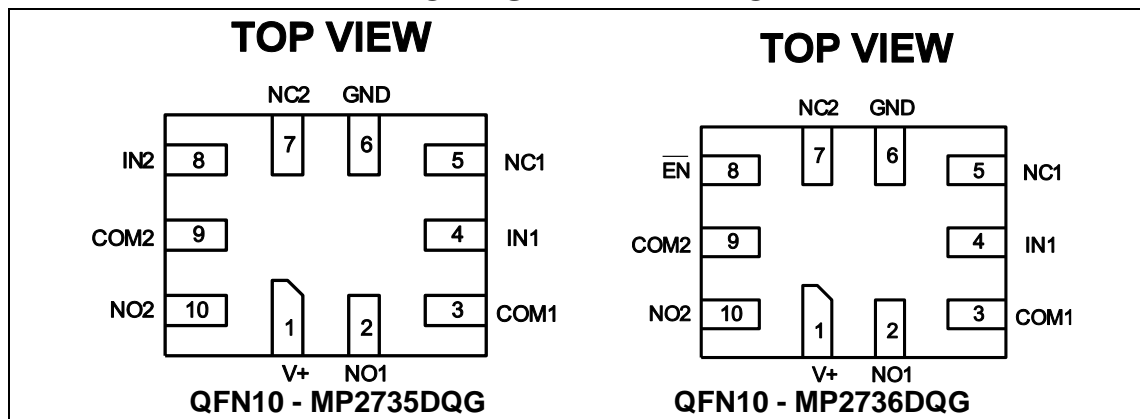 TOP VIEW
NC2 GND
7 6
IN2 8 5 NC1
COM2 9 4 IN1
NO2 10 3 COM1
1 2
V+ NO1
QFN10 - MP2735DQG
TOP VIEW
NC2 GND
7 6
EN 8 5 NC1
COM2 9 4 IN1
NO2 10 3 COM1
1 2
V+ NO1
QFN10 - MP2736DQG